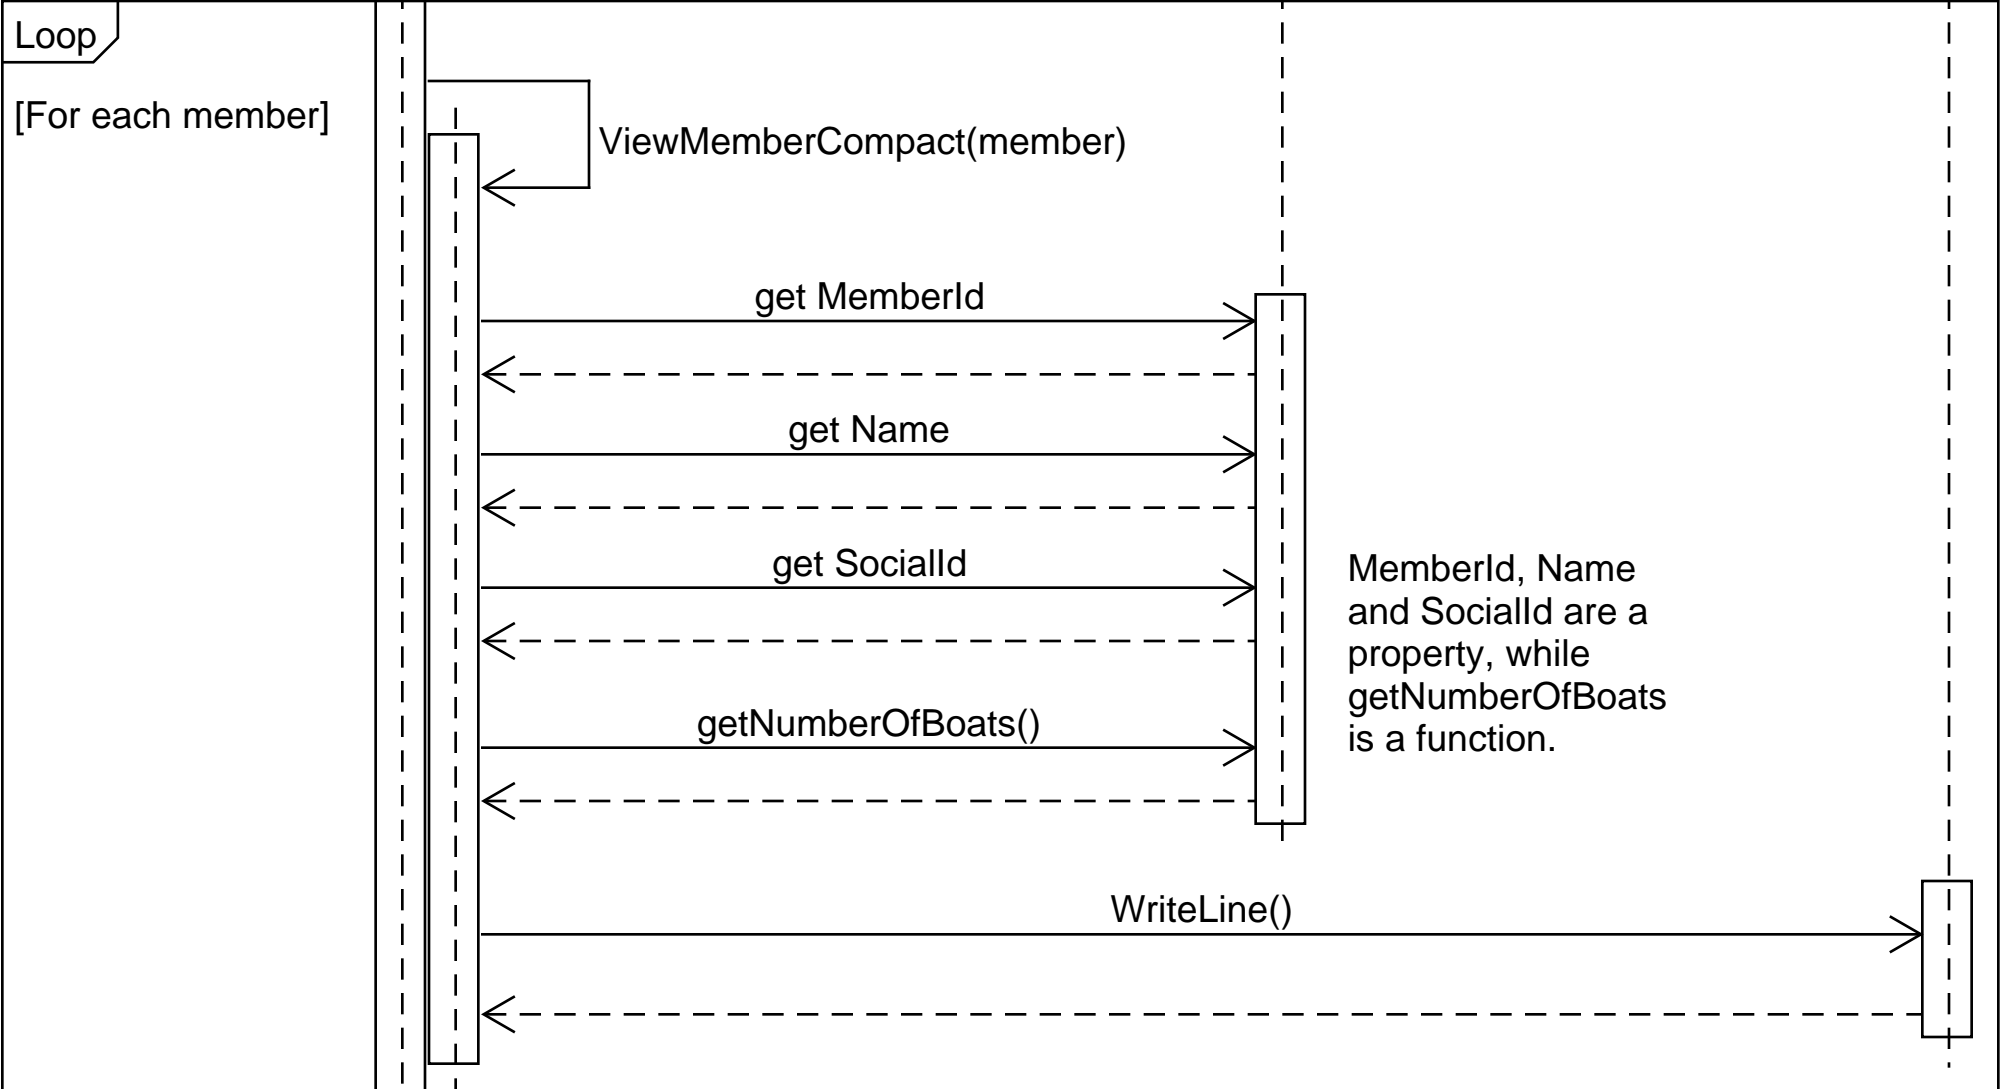 Loop
[For each member]
ViewMemberCompact(member)
get MemberId
get Name
get SocialId
MemberId, Name
and SocialId are a
property, while
getNumberOfBoats
is a function.
getNumberOfBoats()
WriteLine()